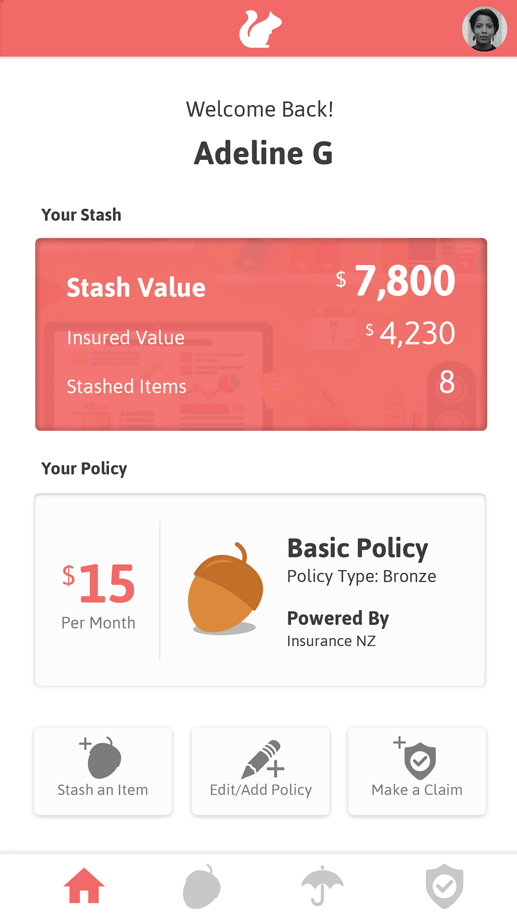 Welcome Back!
Adeline G
Your Stash
Stash Value $ 7,800
Insured Value $ 4,230
Stashed Items 8
Your Policy
$15
Per Month
Basic Policy
Policy Type: Bronze
Powered By
Insurance NZ
Stash an Item
Edit/Add Policy
Make a Claim